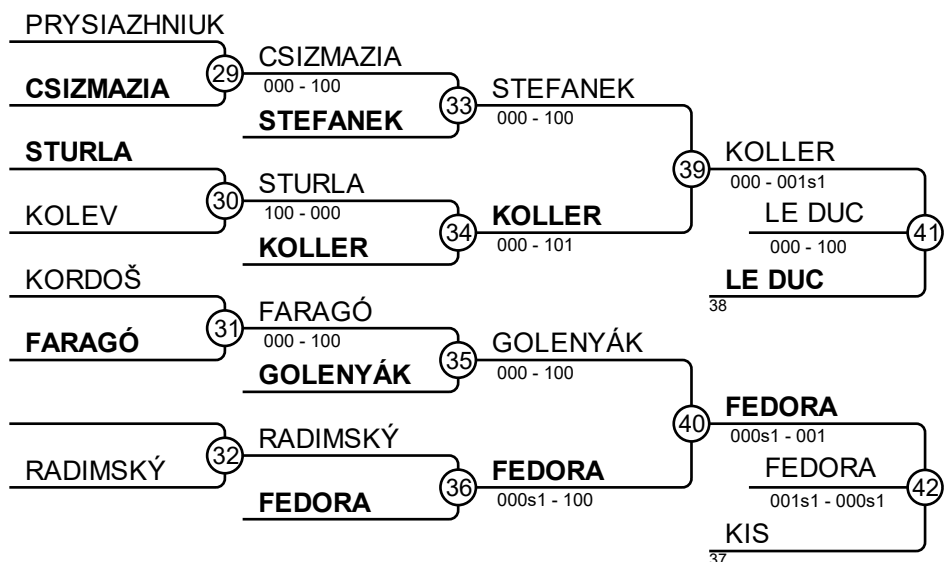 PRYSIAZHNIUK
29
CSIZMAZIA
CSIZMAZIA
000 - 100
33
STEFANEK
STEFANEK
000 - 100
STURLA
30
STURLA
100 - 000
KOLEV
34
KOLLER
KOLLER
000 - 101
39
KOLLER
000 - 001s1
LE DUC
000 - 100
41
LE DUC
38
KORDOŠ
31
FARAGÓ
FARAGÓ
000 - 100
35
GOLENYÁK
GOLENYÁK
000 - 100
32
RADIMSKÝ
RADIMSKÝ
36
FEDORA
FEDORA
000s1 - 100
40
FEDORA
000s1 - 001
FEDORA
001s1 - 000s1
42
KIS
37